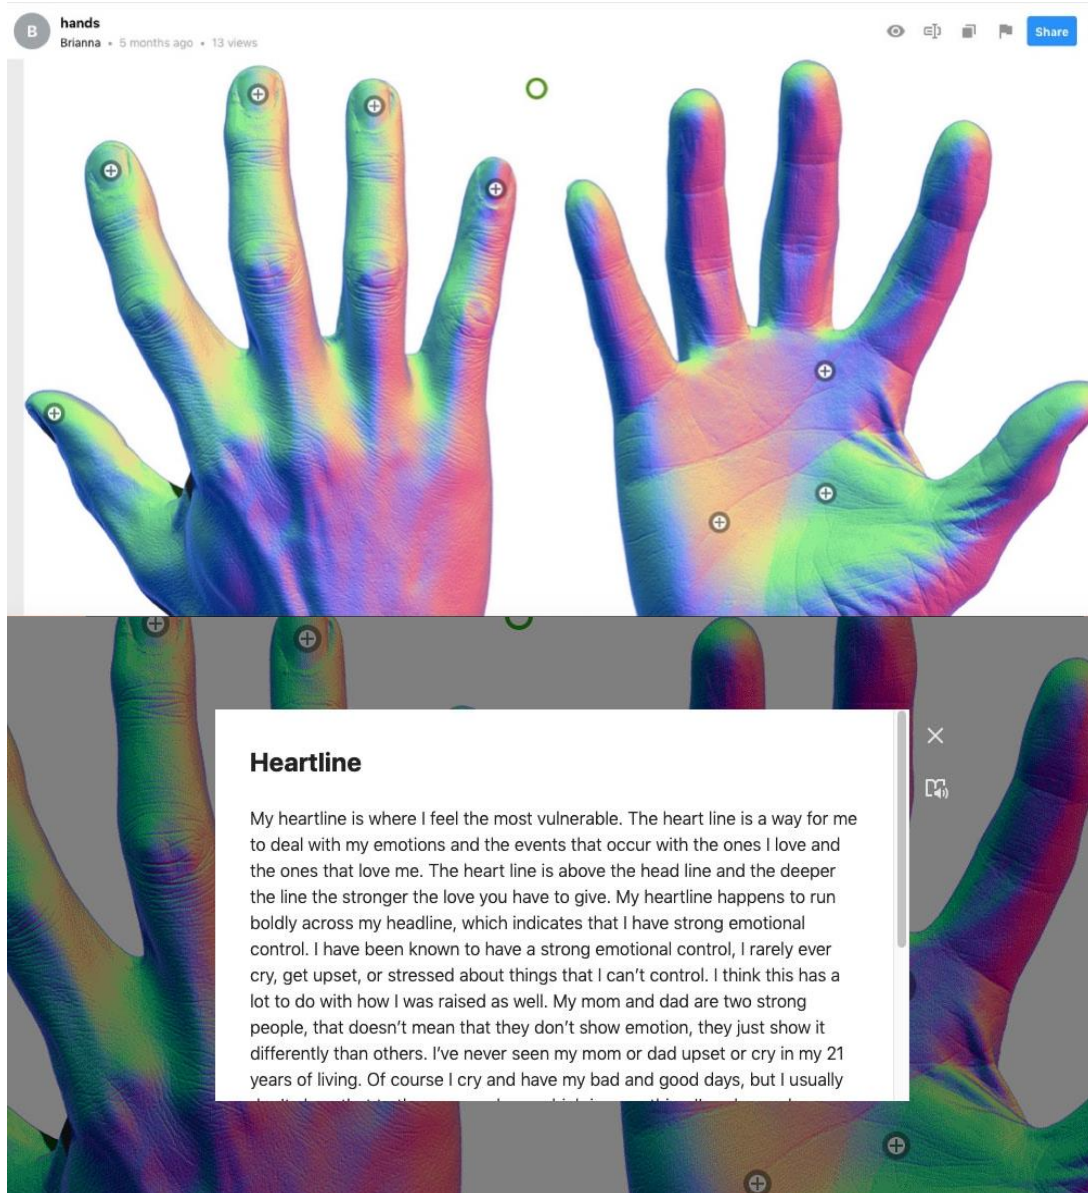 hands
B
Brianna • 5 months ago • 13 views
Share
Heartline
My heartline is where I feel the most vulnerable. The heart line is a way for me
to deal with my emotions and the events that occur with the ones I love and
the ones that love me. The heart line is above the head line and the deeper
the line the stronger the love you have to give. My heartline happens to run
boldly across my headline, which indicates that I have strong emotional
control. I have been known to have a strong emotional control, I rarely ever
cry, get upset, or stressed about things that I can't control. I think this has a
lot to do with how I was raised as well. My mom and dad are two strong
people, that doesn't mean that they don't show emotion, they just show it
differently than others. I've never seen my mom or dad upset or cry in my 21
years of living. Of course I cry and have my bad and good days, but I usually